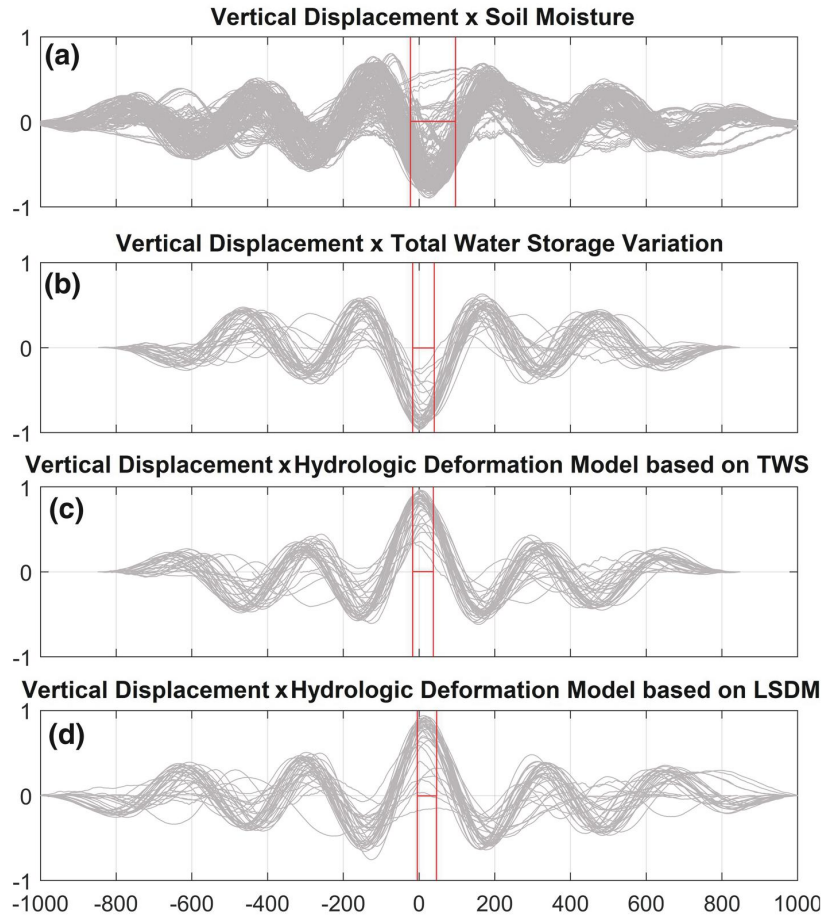 Vertical Displacement x Soil Moisture
(a)
1
0
-1
Vertical Displacement x Total Water Storage Variation
(b)
1
0
-1
Vertical Displacement x Hydrologic Deformation Model based on TWS
(c)
1
0
-1
Vertical Displacement x Hydrologic Deformation Model based on LSDM
(d)
1
0
-1
-1000 -800 -600 -400 -200 0 200 400 600 800 1000